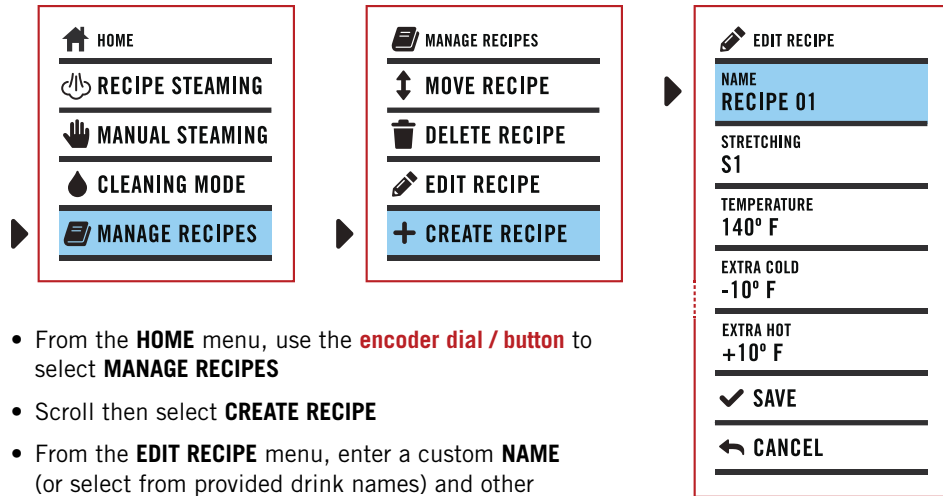 HOME
RECIPE STEAMING
MANUAL STEAMING
CLEANING MODE
MANAGE RECIPES
MANAGE RECIPES
MOVE RECIPE
DELETE RECIPE
EDIT RECIPE
+ CREATE RECIPE
EDIT RECIPE
NAME
RECIPE 01
STRETCHING
S1
TEMPERATURE
140º F
EXTRA COLD
-10º F
EXTRA HOT
+10º F
SAVE
CANCEL
• From the HOME menu, use the encoder dial / button to
select MANAGE RECIPES
• Scroll then select CREATE RECIPE
• From the EDIT RECIPE menu, enter a custom NAME
(or select from provided drink names) and other